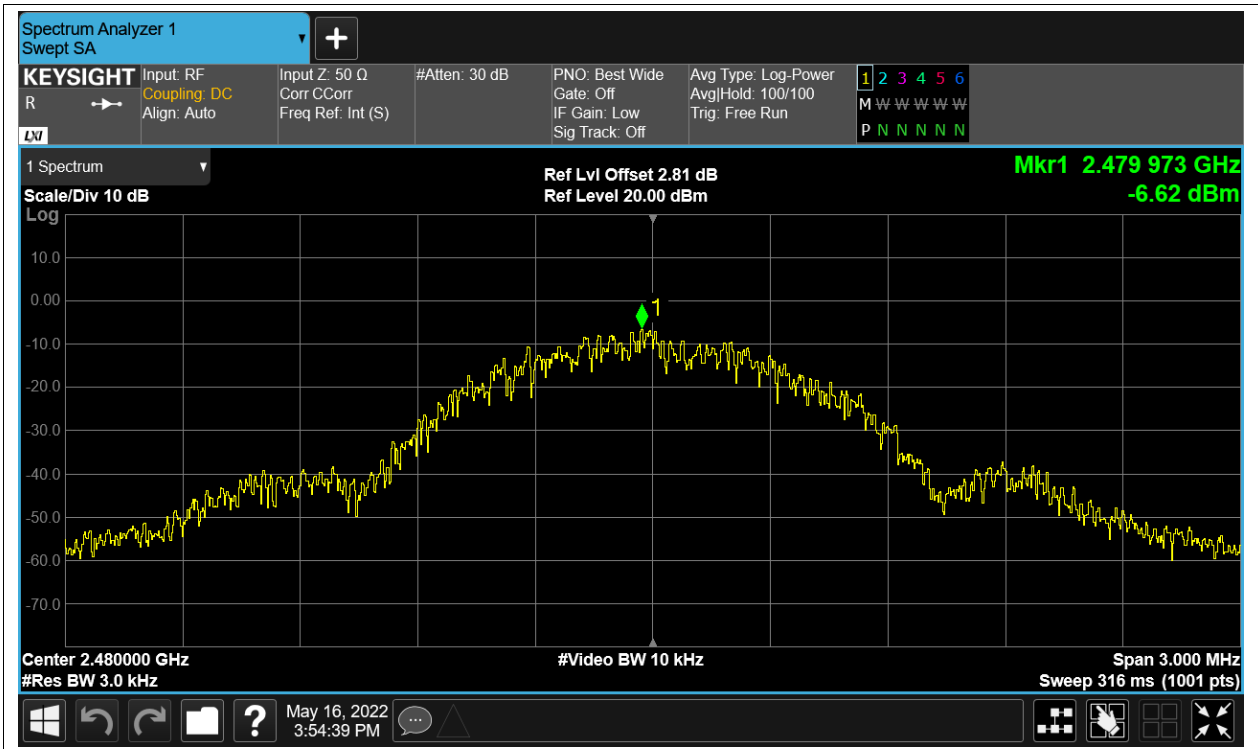 Spectrum Analyzer 1
Swept SA
KEYSIGHT
R
LXI
Input: RF
Coupling: DC
Align: Auto
Input Z: 50 Ω
Corr CCorr
Freq Ref: Int (S)
#Atten: 30 dB
PNO: Best Wide
Gate: Off
IF Gain: Low
Sig Track: Off
Avg Type: Log-Power
Avg|Hold: 100/100
Trig: Free Run
1 2 3 4 5 6
M W W W W W
P N N N N N
1 Spectrum
Scale/Div 10 dB
Ref Lvl Offset 2.81 dB
Ref Level 20.00 dBm
Mkr1 2.479 973 GHz
-6.62 dBm
Log
10.0
0.00
1
-10.0
-20.0
-30.0
-40.0
-50.0
-60.0
-70.0
Center 2.480000 GHz
#Video BW 10 kHz
Span 3.000 MHz
#Res BW 3.0 kHz
Sweep 316 ms (1001 pts)
?
May 16, 2022
3:54:39 PM